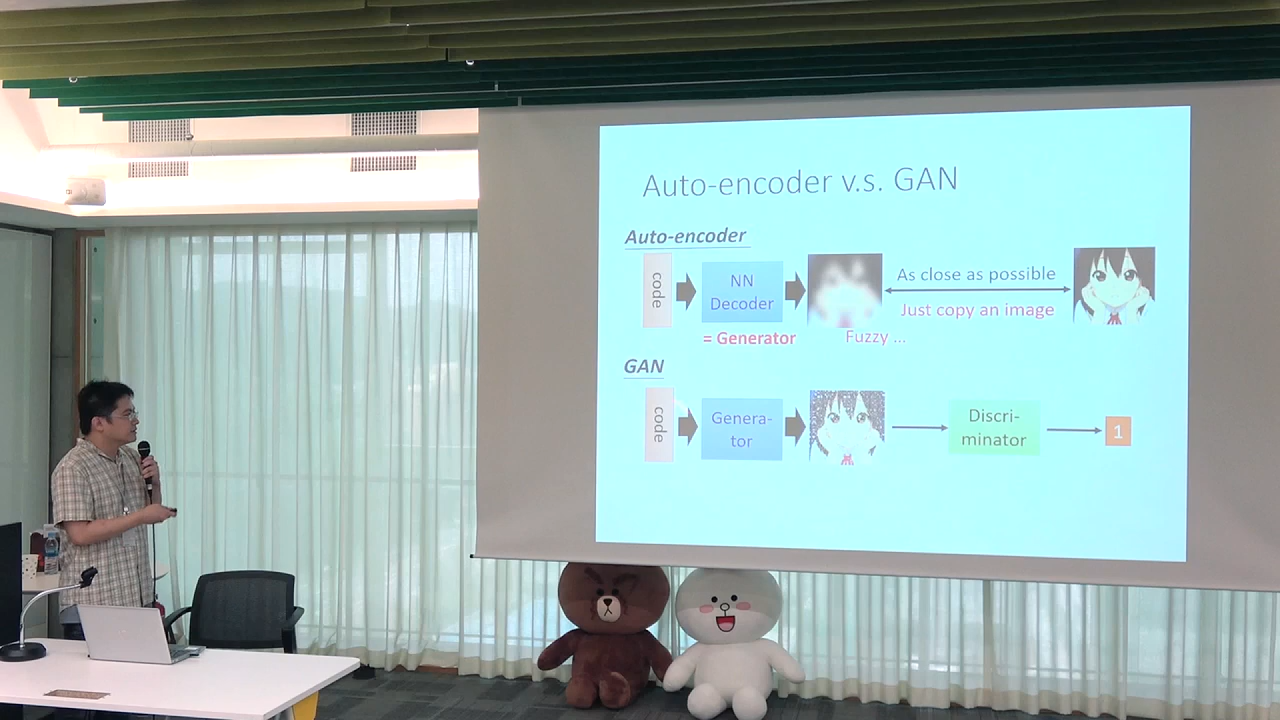 Auto-encoder v.s. GAN
Auto-encoder
code
NN
Decoder
As close as possible
Just copy an image
= Generator
Fuzzy ...
GAN
code
Genera-
tor
Discri-
minator
1